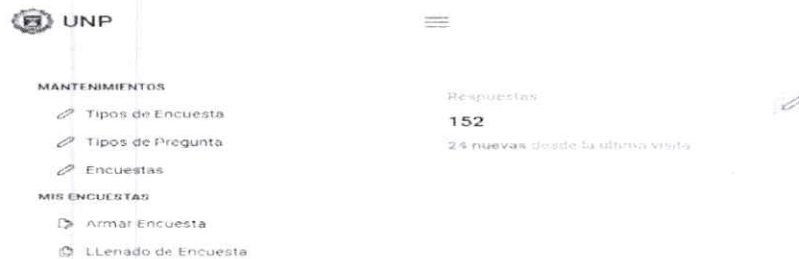 UNP
MANTENIMIENTOS
Tipos de Encuesta
Tipos de Pregunta
Encuestas
MIS ENCUESTAS
Armar Encuesta
LLenado de Encuesta
Respuestas
152
24 nuevas desde la ultima visita